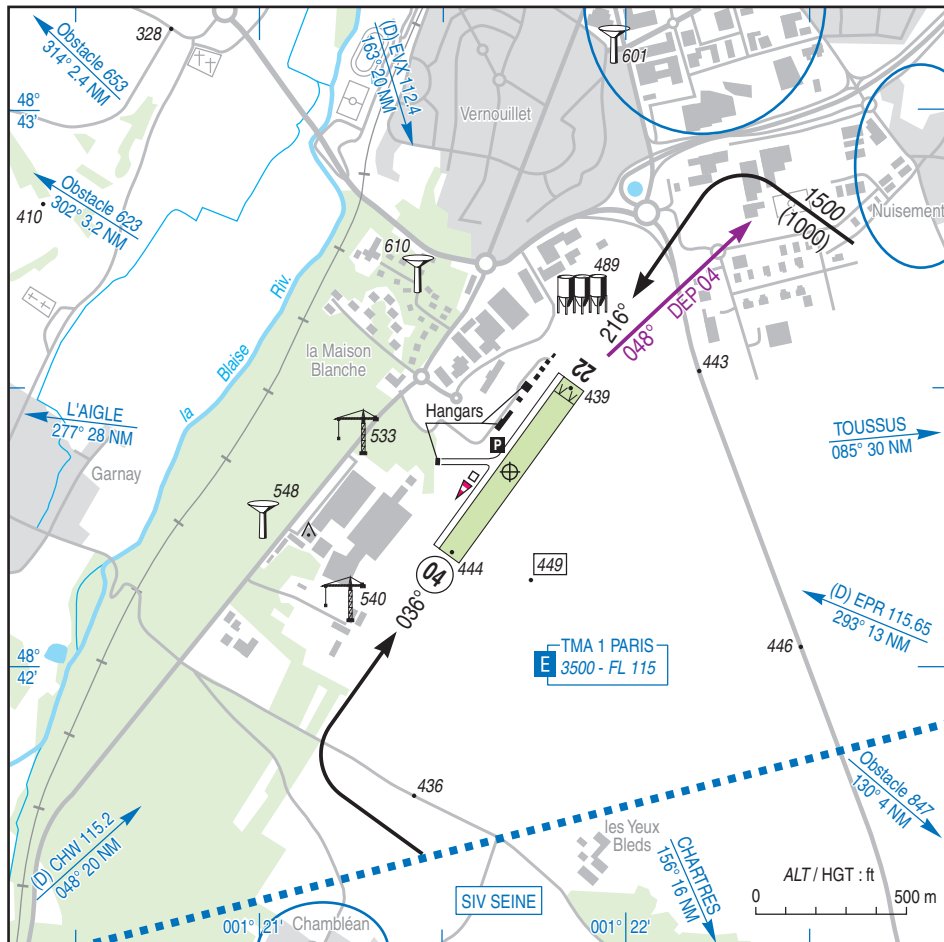 328
Obstacle 653
314° 2.4 NM
(D) EVX 112.4
163° 20 NM
601
48°
43'
Vernouillet
Obstacle 623
302° 3.2 NM
410
1500
(1000)
Nuisement
610
489
Riv.
Blaise
la
216°
048° DEP 04
la Maison
Blanche
443
22
439
L'AIGLE
277° 28 NM
Hangars
533
P
TOUSSUS
085° 30 NM
Garnay
548
444
04
449
540
036°
(D) EPR 115.65
293° 13 NM
446
48°
42'
E
TMA 1 PARIS
3500 - FL 115
436
Obstacle 847
130° 4 NM
les Yeux
Bleds
(D) CHW 115.2
048° 20 NM
CHARTRES
156° 16 NM
ALT / HGT : ft
0 500 m
SIV SEINE
001° 21'
Chambléan
001° 22'